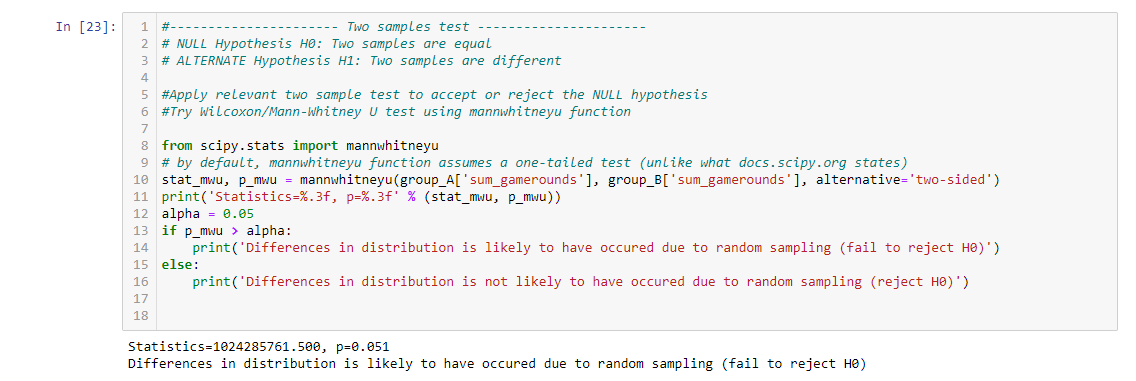 In [23]:
1 #---------------------- Two samples test ----------------------
2 # NULL Hypothesis H0: Two samples are equal
3 # ALTERNATE Hypothesis H1: Two samples are different
4
5 #Apply relevant two sample test to accept or reject the NULL hypothesis
6 #Try Wilcoxon/Mann-Whitney U test using mannwhitneyu function
7
8 from scipy.stats import mannwhitneyu
9 # by default, mannwhitneyu function assumes a one-tailed test (unlike what docs.scipy.org states)
10 stat_mwu, p_mwu = mannwhitneyu(group_A['sum_gamerounds'], group_B['sum_gamerounds'], alternative='two-sided')
11 print('Statistics=%.3f, p=%.3f' % (stat_mwu, p_mwu))
12 alpha = 0.05
13 if p_mwu > alpha:
14     print('Differences in distribution is likely to have occured due to random sampling (fail to reject H0)')
15 else:
16     print('Differences in distribution is not likely to have occured due to random sampling (reject H0)')
17
18
Statistics=1024285761.500, p=0.051
Differences in distribution is likely to have occured due to random sampling (fail to reject H0)